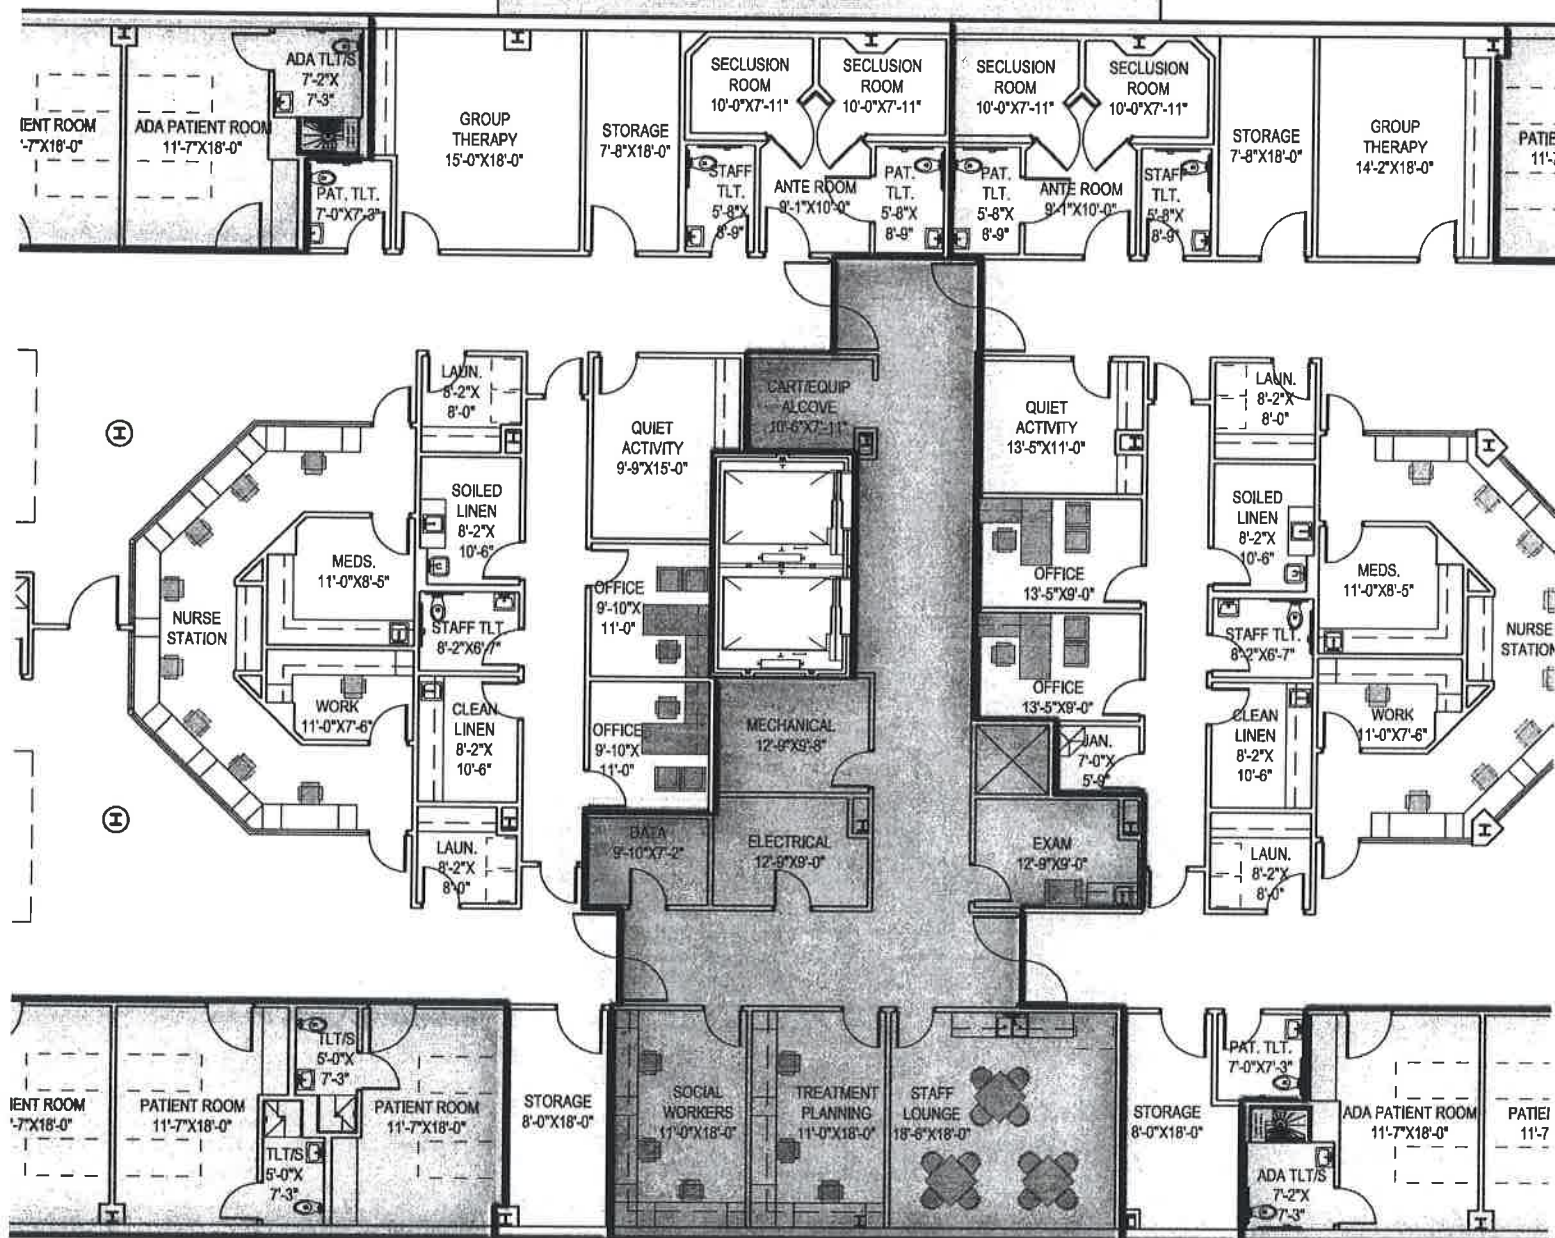 ADA TLT/S
7'-2"X
7'-3"
IENT ROOM
'-7"X18'-0"
ADA PATIENT ROOM
11'-7"X18'-0"
PAT. TLT.
7'-0"X7'-3"
GROUP
THERAPY
15'-0"X18'-0"
STORAGE
7'-8"X18'-0"
SECLUSION
ROOM
10'-0"X7'-11"
SECLUSION
ROOM
10'-0"X7'-11"
SECLUSION
ROOM
10'-0"X7'-11"
SECLUSION
ROOM
10'-0"X7'-11"
STAFF
TLT.
5'-8"X
8'-9"
ANTE ROOM
9'-1"X10'-0"
PAT.
TLT.
5'-8"X
8'-9"
PAT.
TLT.
5'-8"X
8'-9"
ANTE ROOM
9'-1"X10'-0"
STAFF
TLT.
5'-8"X
8'-9"
STORAGE
7'-8"X18'-0"
GROUP
THERAPY
14'-2"X18'-0"
PATIE
11'-7
LAUN.
8'-2"X
8'-0"
QUIET
ACTIVITY
9'-9"X15'-0"
CART/EQUIP
ALCOVE
10'-6"X7'-11"
QUIET
ACTIVITY
13'-5"X11'-0"
LAUN.
8'-2"X
8'-0"
SOILED
LINEN
8'-2"X
10'-6"
SOILED
LINEN
8'-2"X
10'-6"
MEDS.
11'-0"X8'-5"
MEDS.
11'-0"X8'-5"
NURSE
STATION
OFFICE
9'-10"X
11'-0"
OFFICE
13'-5"X9'-0"
STAFF TLT
8'-2"X6'-7"
STAFF TLT.
8'-2"X6'-7"
NURSE
STATION
WORK
11'-0"X7'-6"
CLEAN
LINEN
8'-2"X
10'-6"
OFFICE
9'-10"X
11'-0"
MECHANICAL
12'-9"X9'-8"
OFFICE
13'-5"X9'-0"
JAN.
7'-0"X
5'-9"
CLEAN
LINEN
8'-2"X
10'-6"
WORK
11'-0"X7'-6"
LAUN.
8'-2"X
8'-0"
DATA
9'-10"X7'-2"
ELECTRICAL
12'-9"X9'-0"
EXAM
12'-9"X9'-0"
LAUN.
8'-2"X
8'-0"
IENT ROOM
'-7"X18'-0"
PATIENT ROOM
11'-7"X18'-0"
TLT/S
5'-0"X
7'-3"
TLT/S
5'-0"X
7'-3"
PATIENT ROOM
11'-7"X18'-0"
STORAGE
8'-0"X18'-0"
SOCIAL
WORKERS
11'-0"X18'-0"
TREATMENT
PLANNING
11'-0"X18'-0"
STAFF
LOUNGE
18'-6"X18'-0"
STORAGE
8'-0"X18'-0"
PAT. TLT.
7'-0"X7'-3"
ADA TLT/S
7'-2"X
7'-3"
ADA PATIENT ROOM
11'-7"X18'-0"
PATIE
11'-7